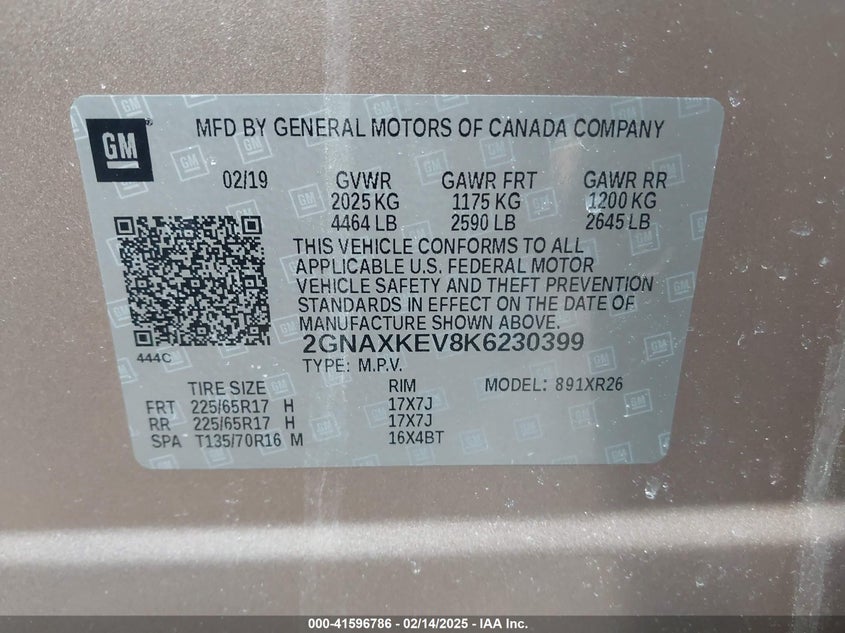 GM
MFD BY GENERAL MOTORS OF CANADA COMPANY
02/19 GVWR GAWR FRT GAWR RR
2025 KG 1175 KG 1200 KG
4464 LB 2590 LB 2645 LB
THIS VEHICLE CONFORMS TO ALL
APPLICABLE U.S. FEDERAL MOTOR
VEHICLE SAFETY AND THEFT PREVENTION
STANDARDS IN EFFECT ON THE DATE OF
MANUFACTURE SHOWN ABOVE.
444C
2GNAXKEV8K6230399
TYPE: M.P.V.
TIRE SIZE RIM MODEL: 891XR26
FRT 225/65R17 H 17X7J
RR 225/65R17 H 17X7J
SPA T135/70R16 M 16X4BT
000-41596786 - 02/14/2025 - IAA Inc.